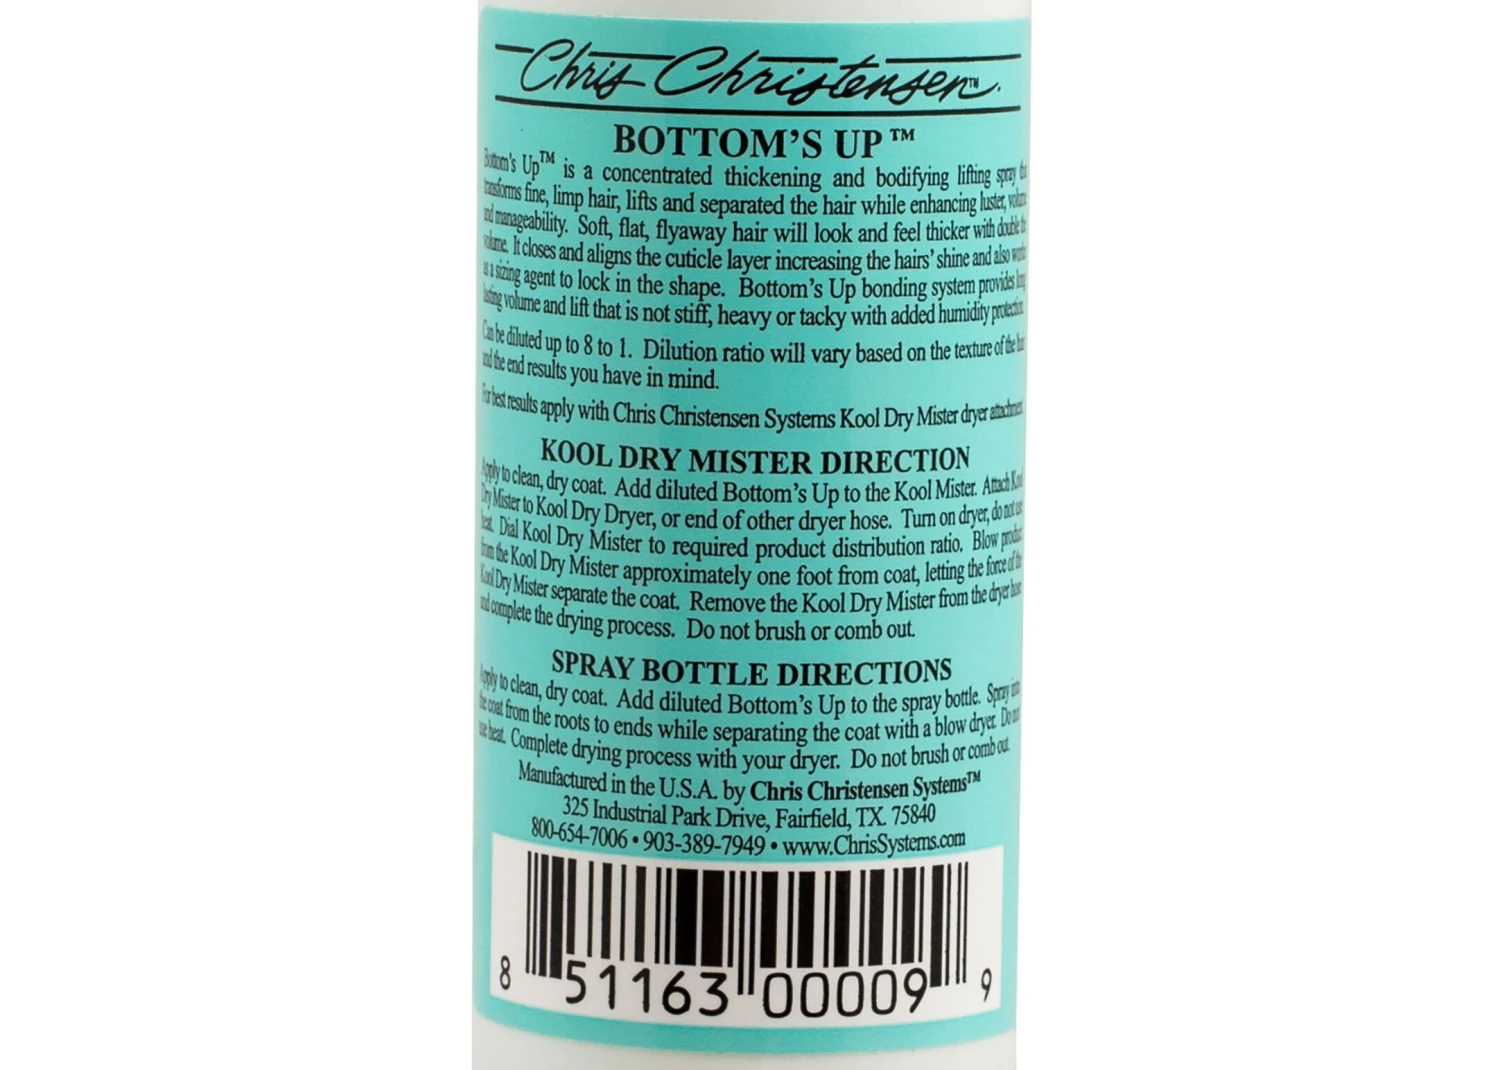 Chris Christensen™
BOTTOM'S UP™
Bottom's Up™ is a concentrated thickening and bodifying lifting spray that
transforms fine, limp hair, lifts and separated the hair while enhancing luster, volume
and manageability. Soft, flat, flyaway hair will look and feel thicker with double the
volume. It closes and aligns the cuticle layer increasing the hairs' shine and also works
as a sizing agent to lock in the shape. Bottom's Up bonding system provides long
lasting volume and lift that is not stiff, heavy or tacky with added humidity protection.
Can be diluted up to 8 to 1. Dilution ratio will vary based on the texture of the hair
and the end results you have in mind.
For best results apply with Chris Christensen Systems Kool Dry Mister dryer attachment
KOOL DRY MISTER DIRECTION
Apply to clean, dry coat. Add diluted Bottom's Up to the Kool Mister. Attach Kool
Dry Mister to Kool Dry Dryer, or end of other dryer hose. Turn on dryer, do not use
heat. Dial Kool Dry Mister to required product distribution ratio. Blow product
from the Kool Dry Mister approximately one foot from coat, letting the force of the
Kool Dry Mister separate the coat. Remove the Kool Dry Mister from the dryer hose
and complete the drying process. Do not brush or comb out.
SPRAY BOTTLE DIRECTIONS
Apply to clean, dry coat. Add diluted Bottom's Up to the spray bottle. Spray into
the coat from the roots to ends while separating the coat with a blow dryer. Do not
use heat. Complete drying process with your dryer. Do not brush or comb out.
Manufactured in the U.S.A. by Chris Christensen Systems™
325 Industrial Park Drive, Fairfield, TX. 75840
800-654-7006 • 903-389-7949 • www.ChrisSystems.com
8 51163 00009 9